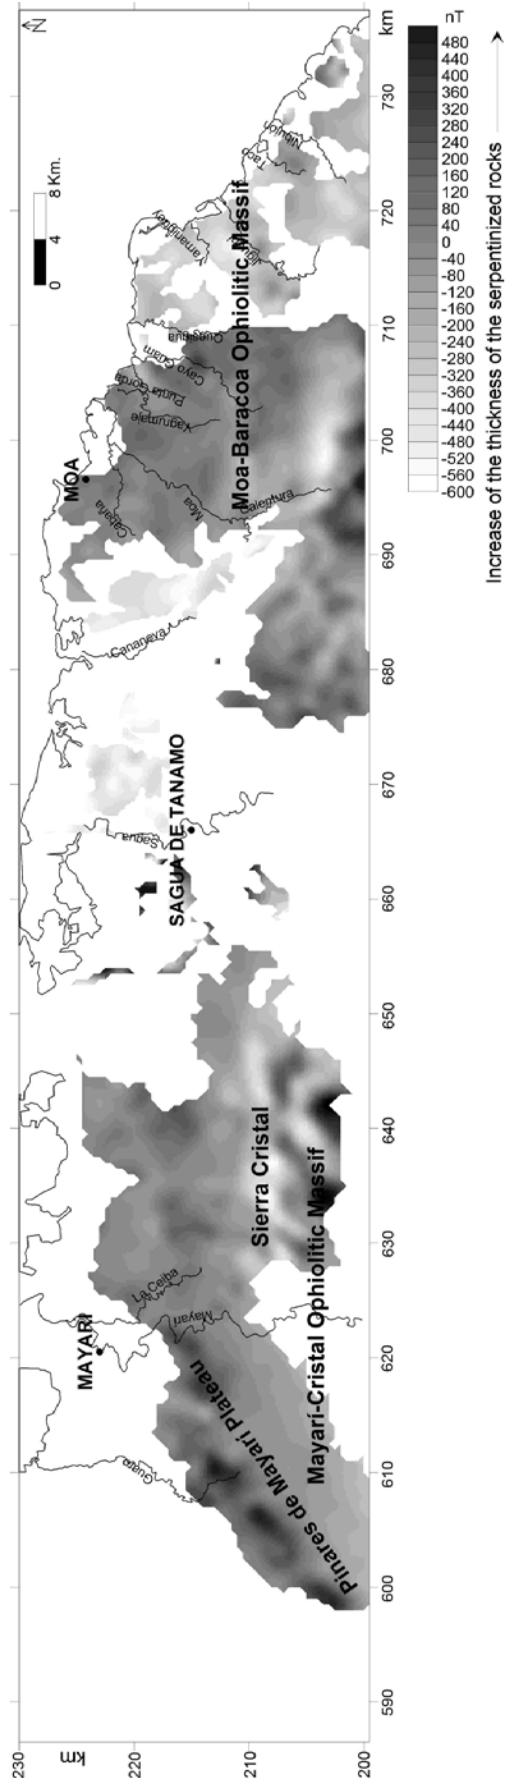 N
0 4 8 Km.
MOA
Cabaña
Moa
Calentura
Yagrumaje
Punta Gorda
Cayo Guam
Quesigua
Yamanigüey
Jiguaní
Taco
Nibujón
Moa-Baracoa Ophiolitic Massif
Cananova
Sagua
SAGUA DE TANAMO
Sierra Cristal
Mayarí-Cristal Ophiolitic Massif
MAYARI
La Ceiba
Mayari
Guaro
Pinares de Mayarí Plateau
km
230
220
210
200
590 600 610 620 630 640 650 660 670 680 690 700 710 720 730 km
nT
480
440
400
360
320
280
240
200
160
120
80
40
0
-40
-80
-120
-160
-200
-240
-280
-320
-360
-400
-440
-480
-520
-560
-600
Increase of the thickness of the serpentinized rocks